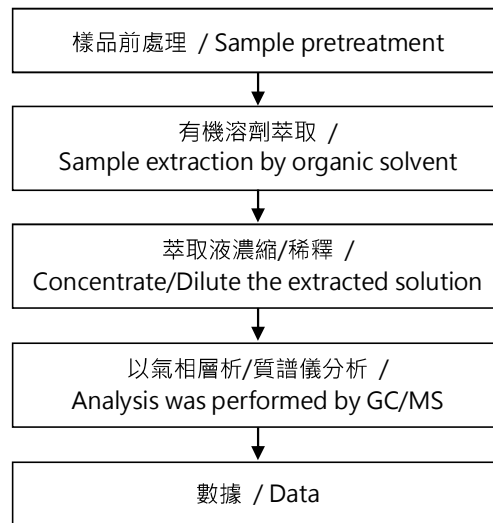 樣品前處理 / Sample pretreatment
有機溶劑萃取 /
Sample extraction by organic solvent
萃取液濃縮/稀釋 /
Concentrate/Dilute the extracted solution
以氣相層析/質譜儀分析 /
Analysis was performed by GC/MS
數據 / Data